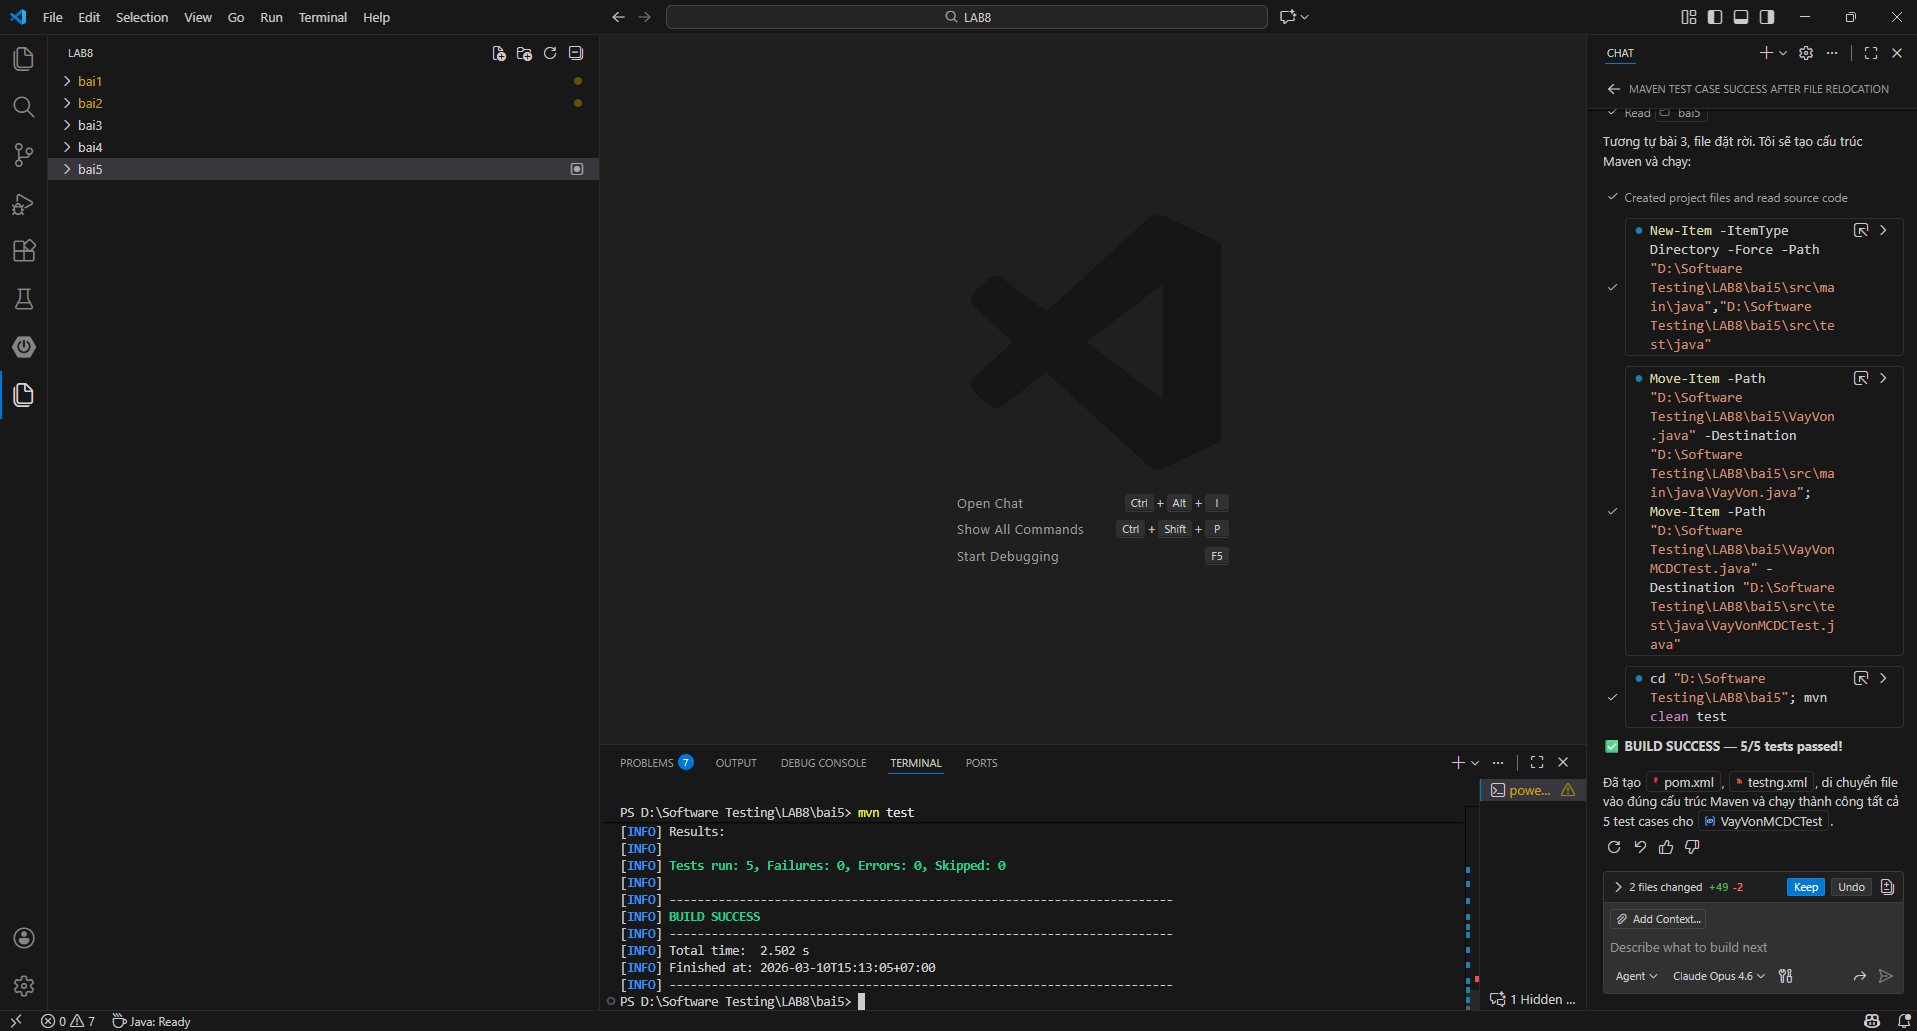 File Edit Selection View Go Run Terminal Help
LAB8
LAB8
bai1
bai2
bai3
bai4
bai5
Open Chat Ctrl + Alt + I
Show All Commands Ctrl + Shift + P
Start Debugging F5
PROBLEMS 7 OUTPUT DEBUG CONSOLE TERMINAL PORTS
PS D:\Software Testing\LAB8\bai5> mvn test
[INFO] Results:
[INFO]
[INFO] Tests run: 5, Failures: 0, Errors: 0, Skipped: 0
[INFO]
[INFO] ------------------------------------------------------------------------
[INFO] BUILD SUCCESS
[INFO] ------------------------------------------------------------------------
[INFO] Total time:  2.502 s
[INFO] Finished at: 2026-03-10T15:13:05+07:00
[INFO] ------------------------------------------------------------------------
PS D:\Software Testing\LAB8\bai5>
powe...
1 Hidden ...
CHAT
MAVEN TEST CASE SUCCESS AFTER FILE RELOCATION
Read bai5
Tương tự bài 3, file đặt rời. Tôi sẽ tạo cấu trúc
Maven và chạy:
Created project files and read source code
New-Item -ItemType
Directory -Force -Path
"D:\Software
Testing\LAB8\bai5\src\ma
in\java","D:\Software
Testing\LAB8\bai5\src\te
st\java"
Move-Item -Path
"D:\Software
Testing\LAB8\bai5\VayVon
.java" -Destination
"D:\Software
Testing\LAB8\bai5\src\ma
in\java\VayVon.java";
Move-Item -Path
"D:\Software
Testing\LAB8\bai5\VayVon
MCDCTest.java" -
Destination "D:\Software
Testing\LAB8\bai5\src\te
st\java\VayVonMCDCTest.j
ava"
cd "D:\Software
Testing\LAB8\bai5"; mvn
clean test
BUILD SUCCESS — 5/5 tests passed!
Đã tạo pom.xml, testng.xml, di chuyển file
vào đúng cấu trúc Maven và chạy thành công tất cả
5 test cases cho VayVonMCDCTest.
2 files changed +49 -2 Keep Undo
Add Context...
Describe what to build next
Agent Claude Opus 4.6
0 7 Java: Ready